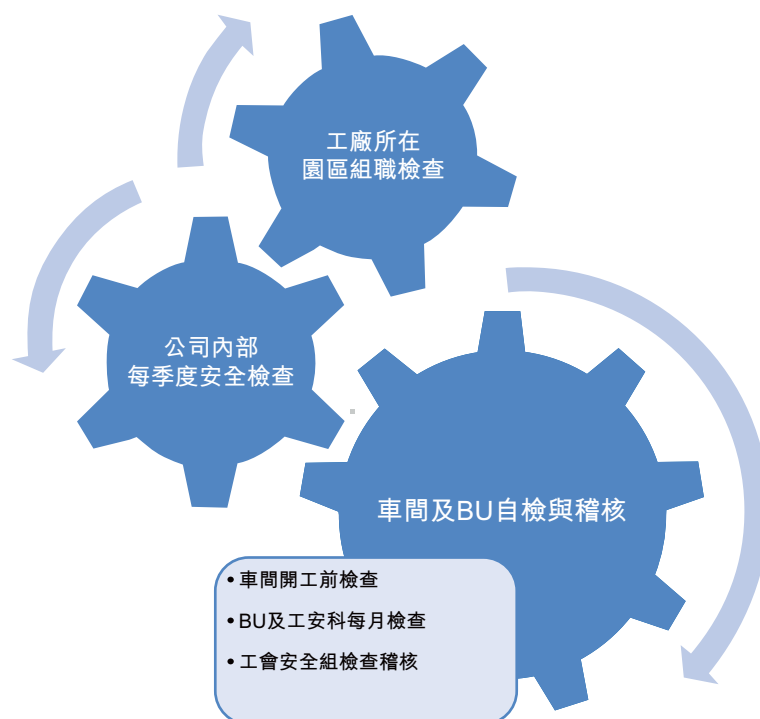 工廠所在
園區組職檢查
公司內部
每季度安全檢查
車間及BU自檢與稽核
• 車間開工前檢查
• BU及工安科每月檢查
• 工會安全組檢查稽核